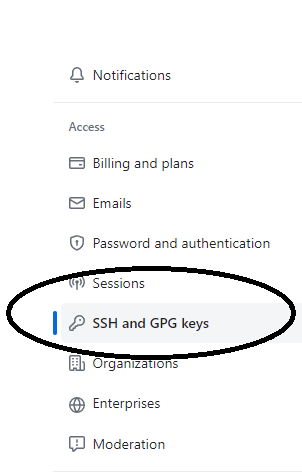 Notifications
Access
Billing and plans
Emails
Password and authentication
Sessions
SSH and GPG keys
Organizations
Enterprises
Moderation